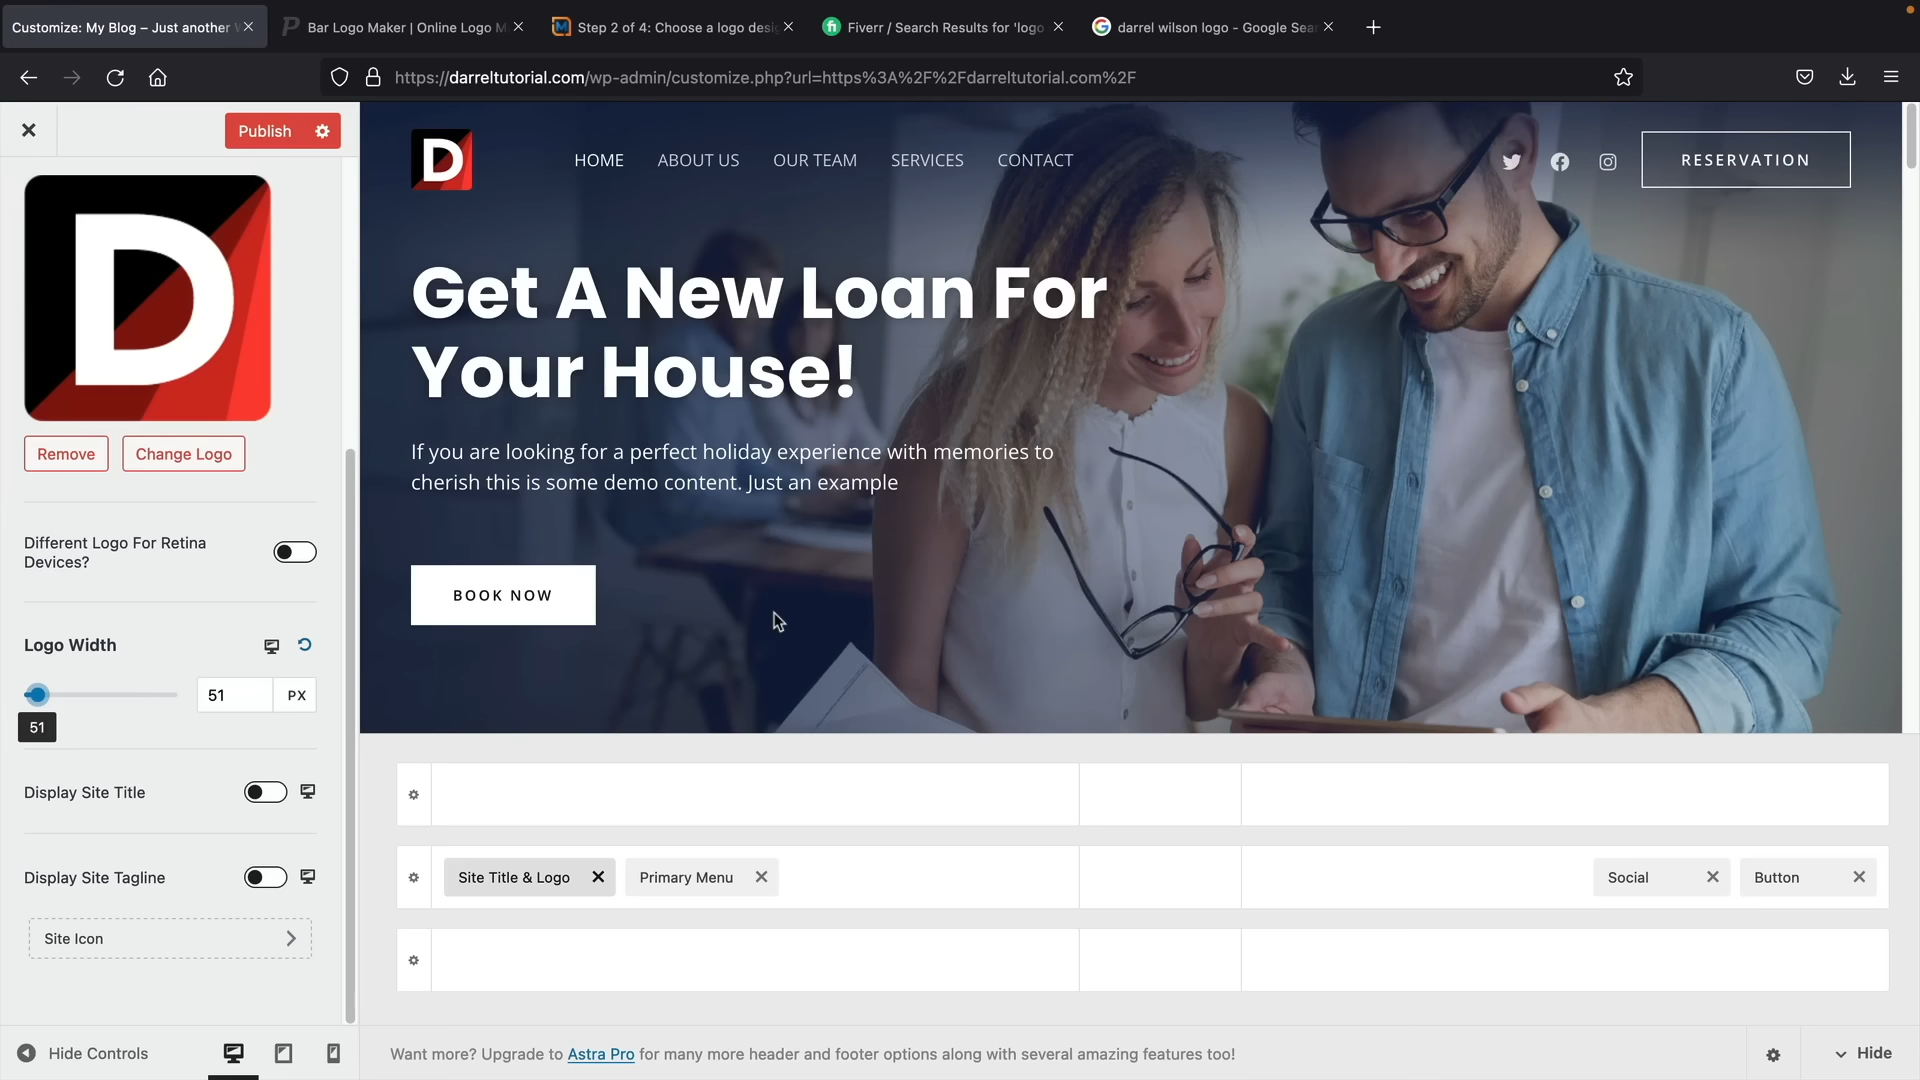 Customize: My Blog – Just another
Bar Logo Maker | Online Logo M
Step 2 of 4: Choose a logo desi
Fiverr / Search Results for 'logo
darrel wilson logo - Google Sea
https://darreltutorial.com/wp-admin/customize.php?url=https%3A%2F%2Fdarreltutorial.com%2F
Publish
D
Remove
Change Logo
Different Logo For Retina
Devices?
Logo Width
51
PX
51
Display Site Title
Display Site Tagline
Site Icon
Hide Controls
D
HOME
ABOUT US
OUR TEAM
SERVICES
CONTACT
RESERVATION
Get A New Loan For
Your House!
If you are looking for a perfect holiday experience with memories to
cherish this is some demo content. Just an example
BOOK NOW
Site Title & Logo
Primary Menu
Social
Button
Want more? Upgrade to Astra Pro for many more header and footer options along with several amazing features too!
Hide